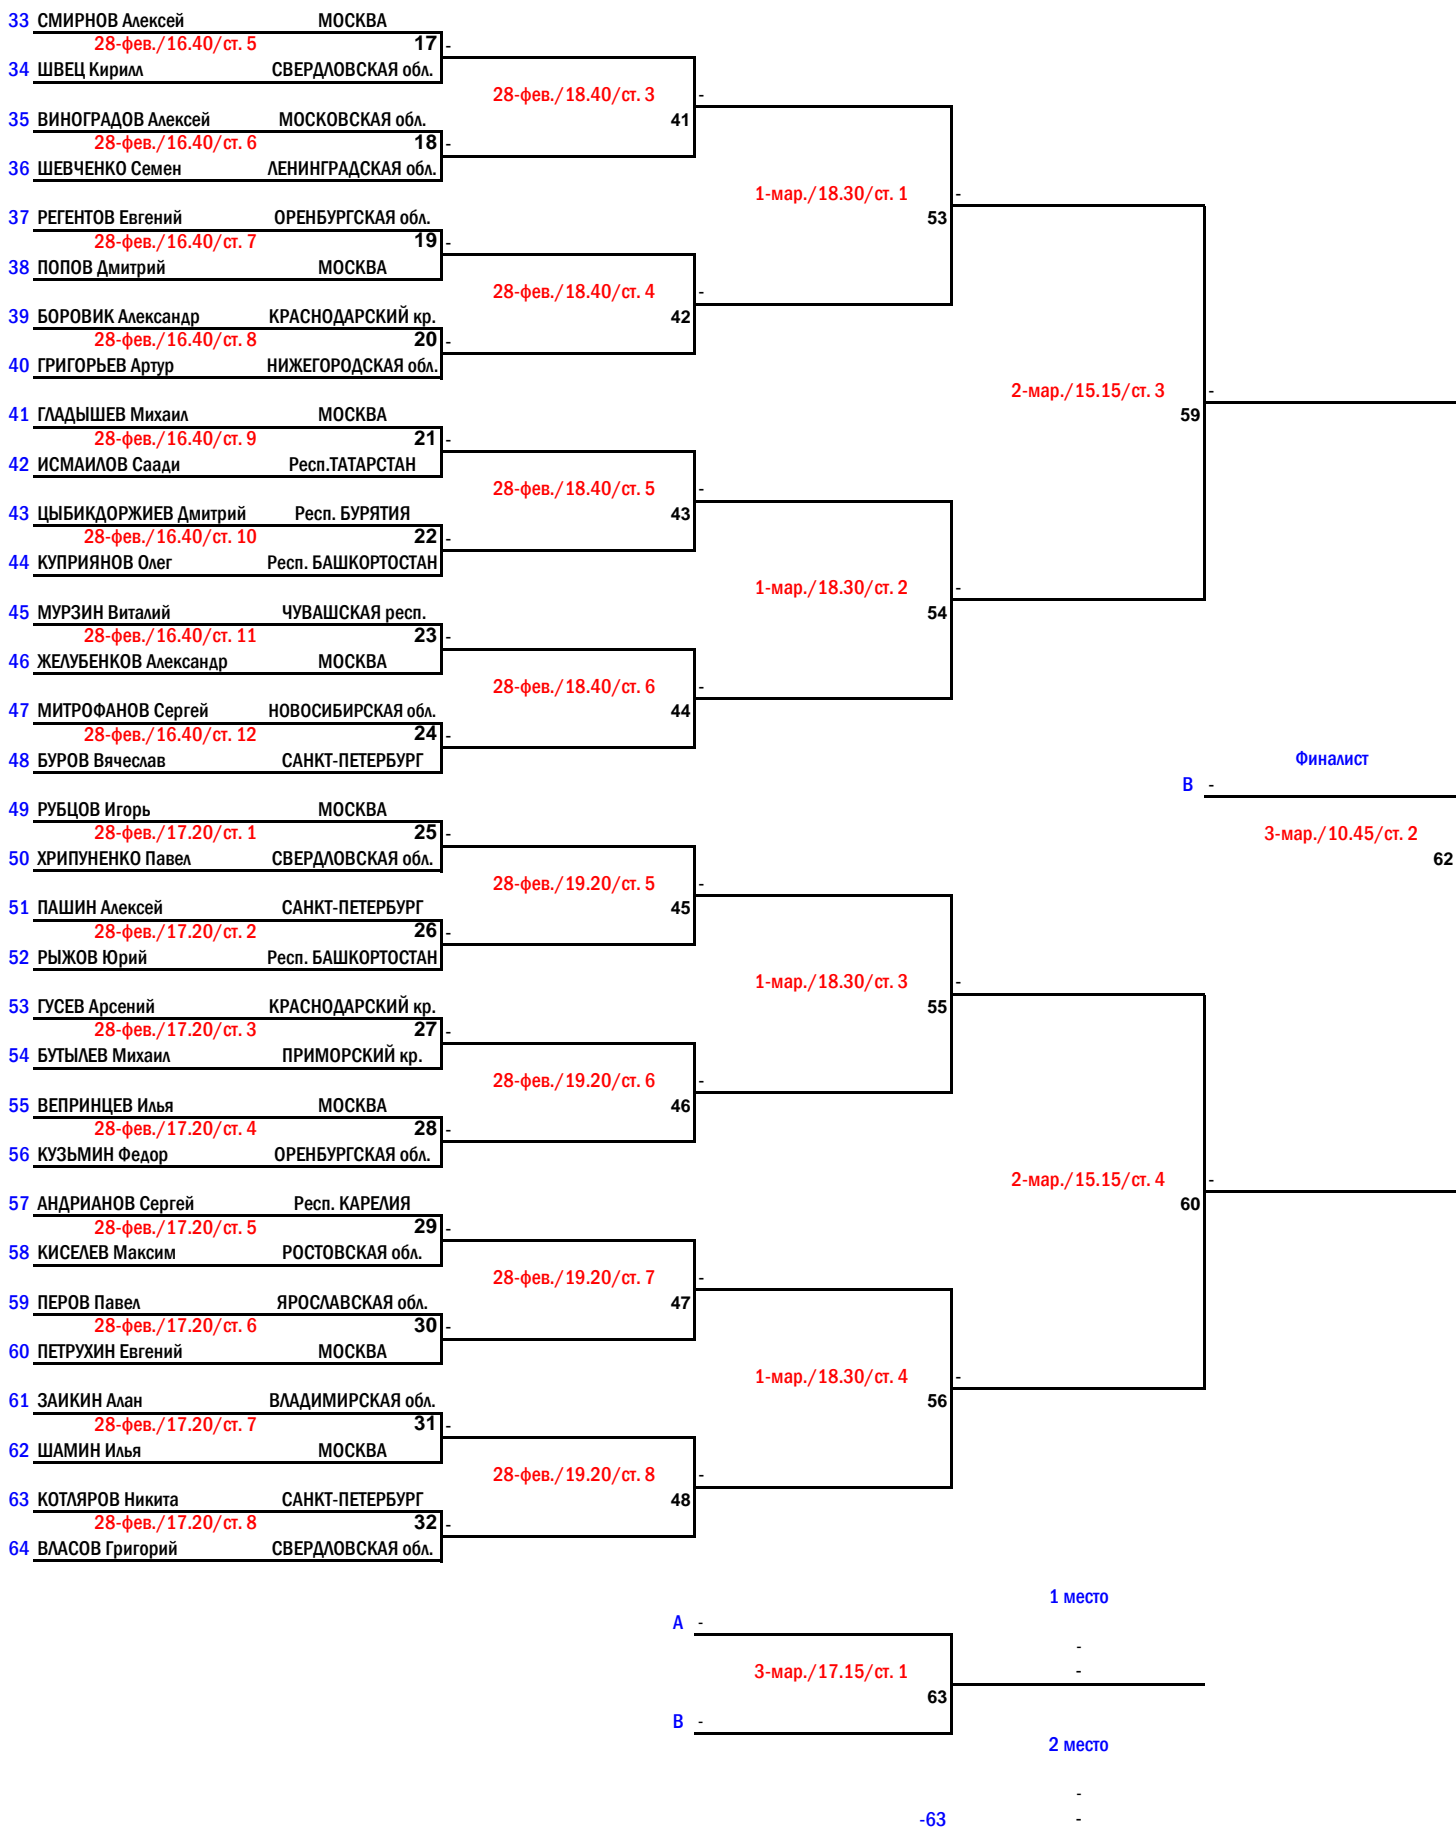 33 СМИРНОВ Алексей МОСКВА
28-фев./16.40/ст. 5 17 -
34 ШВЕЦ Кирилл СВЕРДЛОВСКАЯ обл.
28-фев./18.40/ст. 3 -
35 ВИНОГРАДОВ Алексей МОСКОВСКАЯ обл. 41
28-фев./16.40/ст. 6 18 -
36 ШЕВЧЕНКО Семен ЛЕНИНГРАДСКАЯ обл.
1-мар./18.30/ст. 1 -
37 РЕГЕНТОВ Евгений ОРЕНБУРГСКАЯ обл. 53
28-фев./16.40/ст. 7 19 -
38 ПОПОВ Дмитрий МОСКВА
28-фев./18.40/ст. 4 -
39 БОРОВИК Александр КРАСНОДАРСКИЙ кр. 42
28-фев./16.40/ст. 8 20 -
40 ГРИГОРЬЕВ Артур НИЖЕГОРОДСКАЯ обл.
2-мар./15.15/ст. 3 -
41 ГЛАДЫШЕВ Михаил МОСКВА 59
28-фев./16.40/ст. 9 21 -
42 ИСМАИЛОВ Саади Респ.ТАТАРСТАН
28-фев./18.40/ст. 5 -
43 ЦЫБИКДОРЖИЕВ Дмитрий Респ. БУРЯТИЯ 43
28-фев./16.40/ст. 10 22 -
44 КУПРИЯНОВ Олег Респ. БАШКОРТОСТАН
1-мар./18.30/ст. 2 -
45 МУРЗИН Виталий ЧУВАШСКАЯ респ. 54
28-фев./16.40/ст. 11 23 -
46 ЖЕЛУБЕНКОВ Александр МОСКВА
28-фев./18.40/ст. 6 -
47 МИТРОФАНОВ Сергей НОВОСИБИРСКАЯ обл. 44
28-фев./16.40/ст. 12 24 -
48 БУРОВ Вячеслав САНКТ-ПЕТЕРБУРГ Финалист
В -
49 РУБЦОВ Игорь МОСКВА
28-фев./17.20/ст. 1 25 - 3-мар./10.45/ст. 2
50 ХРИПУНЕНКО Павел СВЕРДЛОВСКАЯ обл. 62
28-фев./19.20/ст. 5 -
51 ПАШИН Алексей САНКТ-ПЕТЕРБУРГ 45
28-фев./17.20/ст. 2 26 -
52 РЫЖОВ Юрий Респ. БАШКОРТОСТАН
1-мар./18.30/ст. 3 -
53 ГУСЕВ Арсений КРАСНОДАРСКИЙ кр. 55
28-фев./17.20/ст. 3 27 -
54 БУТЫЛЕВ Михаил ПРИМОРСКИЙ кр.
28-фев./19.20/ст. 6 -
55 ВЕПРИНЦЕВ Илья МОСКВА 46
28-фев./17.20/ст. 4 28 -
56 КУЗЬМИН Федор ОРЕНБУРГСКАЯ обл.
2-мар./15.15/ст. 4 -
57 АНДРИАНОВ Сергей Респ. КАРЕЛИЯ 60
28-фев./17.20/ст. 5 29 -
58 КИСЕЛЕВ Максим РОСТОВСКАЯ обл.
28-фев./19.20/ст. 7 -
59 ПЕРОВ Павел ЯРОСЛАВСКАЯ обл. 47
28-фев./17.20/ст. 6 30 -
60 ПЕТРУХИН Евгений МОСКВА
1-мар./18.30/ст. 4 -
61 ЗАИКИН Алан ВЛАДИМИРСКАЯ обл. 56
28-фев./17.20/ст. 7 31 -
62 ШАМИН Илья МОСКВА
28-фев./19.20/ст. 8 -
63 КОТЛЯРОВ Никита САНКТ-ПЕТЕРБУРГ 48
28-фев./17.20/ст. 8 32 -
64 ВЛАСОВ Григорий СВЕРДЛОВСКАЯ обл.
1 место
А -
-
3-мар./17.15/ст. 1 -
63
В -
2 место
-
-63 -